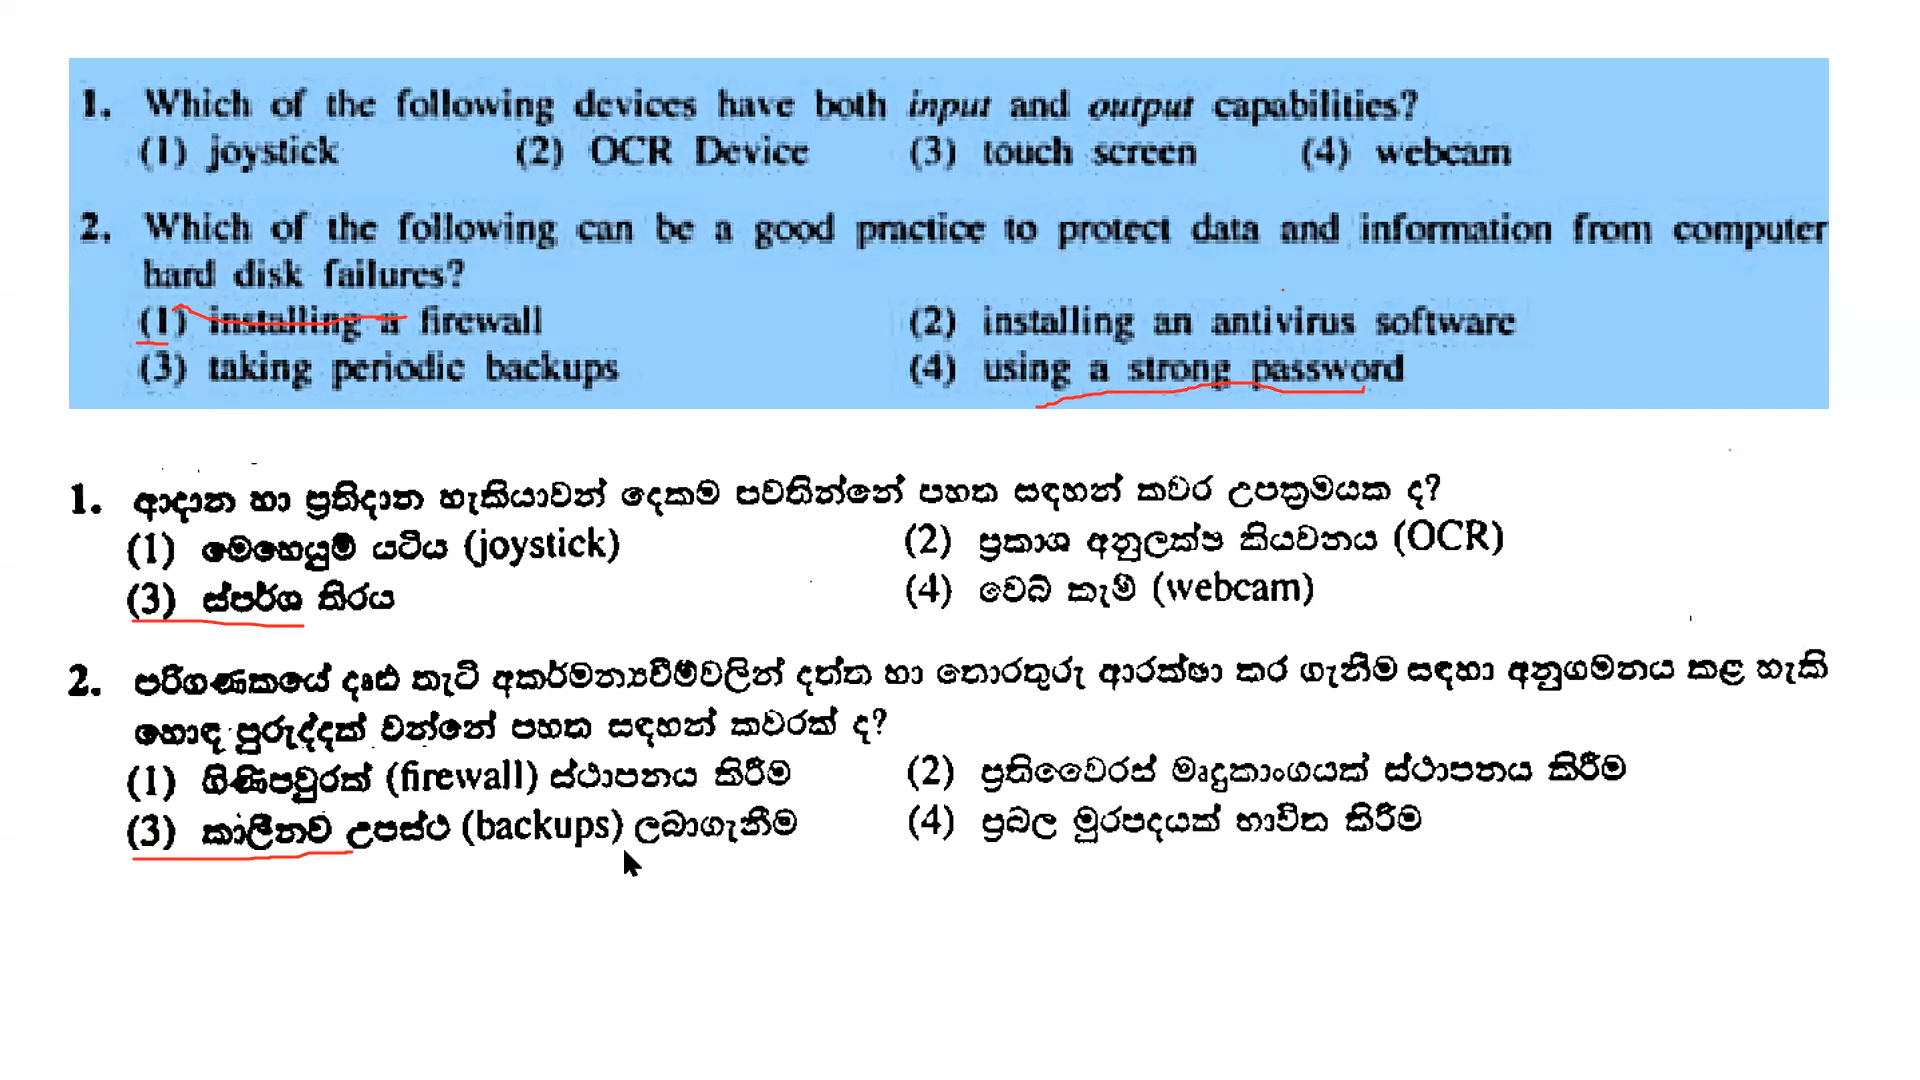 1. Which of the following devices have both input and output capabilities?
(1) joystick (2) OCR Device (3) touch screen (4) webcam
2. Which of the following can be a good practice to protect data and information from computer
hard disk failures?
(1) installing a firewall (2) installing an antivirus software
(3) taking periodic backups (4) using a strong password
1. ආදාන හා ප්‍රතිදාන හැකියාවන් දෙකම පවතින්නේ පහත සඳහන් කවර උපක්‍රමයක ද?
(1) මෙහෙයුම් යටිය (joystick) (2) ප්‍රකාශ අනුලක්ෂ කියවනය (OCR)
(3) ස්පර්ශ තිරය (4) වෙබ් කැම් (webcam)
2. පරිගණකයේ දෘඪ තැටි අකර්මන්‍යවීම්වලින් දත්ත හා තොරතුරු ආරක්ෂා කර ගැනීම සඳහා අනුගමනය කළ හැකි
හොඳ පුරුද්දක් වන්නේ පහත සඳහන් කවරක් ද?
(1) ගිණිපවුරක් (firewall) ස්ථාපනය කිරීම (2) ප්‍රතිවෛරස් මෘදුකාංගයක් ස්ථාපනය කිරීම
(3) කාලීනව උපස්ථ (backups) ලබාගැනීම (4) ප්‍රබල මුරපදයක් භාවිත කිරීම